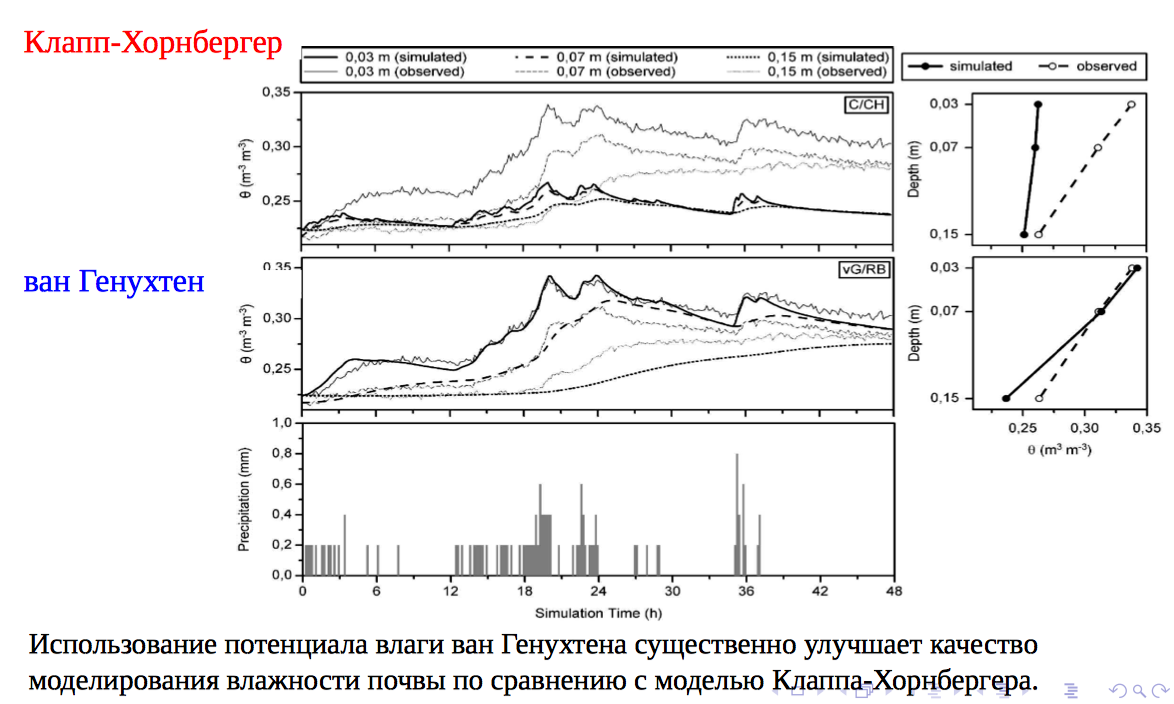 Клапп-Хорнбергер
0,03 m (simulated) 0,07 m (simulated) 0,15 m (simulated)
0,03 m (observed) 0,07 m (observed) 0,15 m (observed)
simulated observed
C/CH
0,35
0,30
0,25
θ (m³ m⁻³)
0,03
0,07
0,15
Depth (m)
ван Генухтен
vG/RB
0,35
0,30
0,25
θ (m³ m⁻³)
0,03
0,07
0,15
Depth (m)
0,25 0,30 0,35
θ (m³ m⁻³)
1,0
0,8
0,6
0,4
0,2
0,0
Precipitation (mm)
0 6 12 18 24 30 36 42 48
Simulation Time (h)
Использование потенциала влаги ван Генухтена существенно улучшает качество
моделирования влажности почвы по сравнению с моделью Клаппа-Хорнбергера.